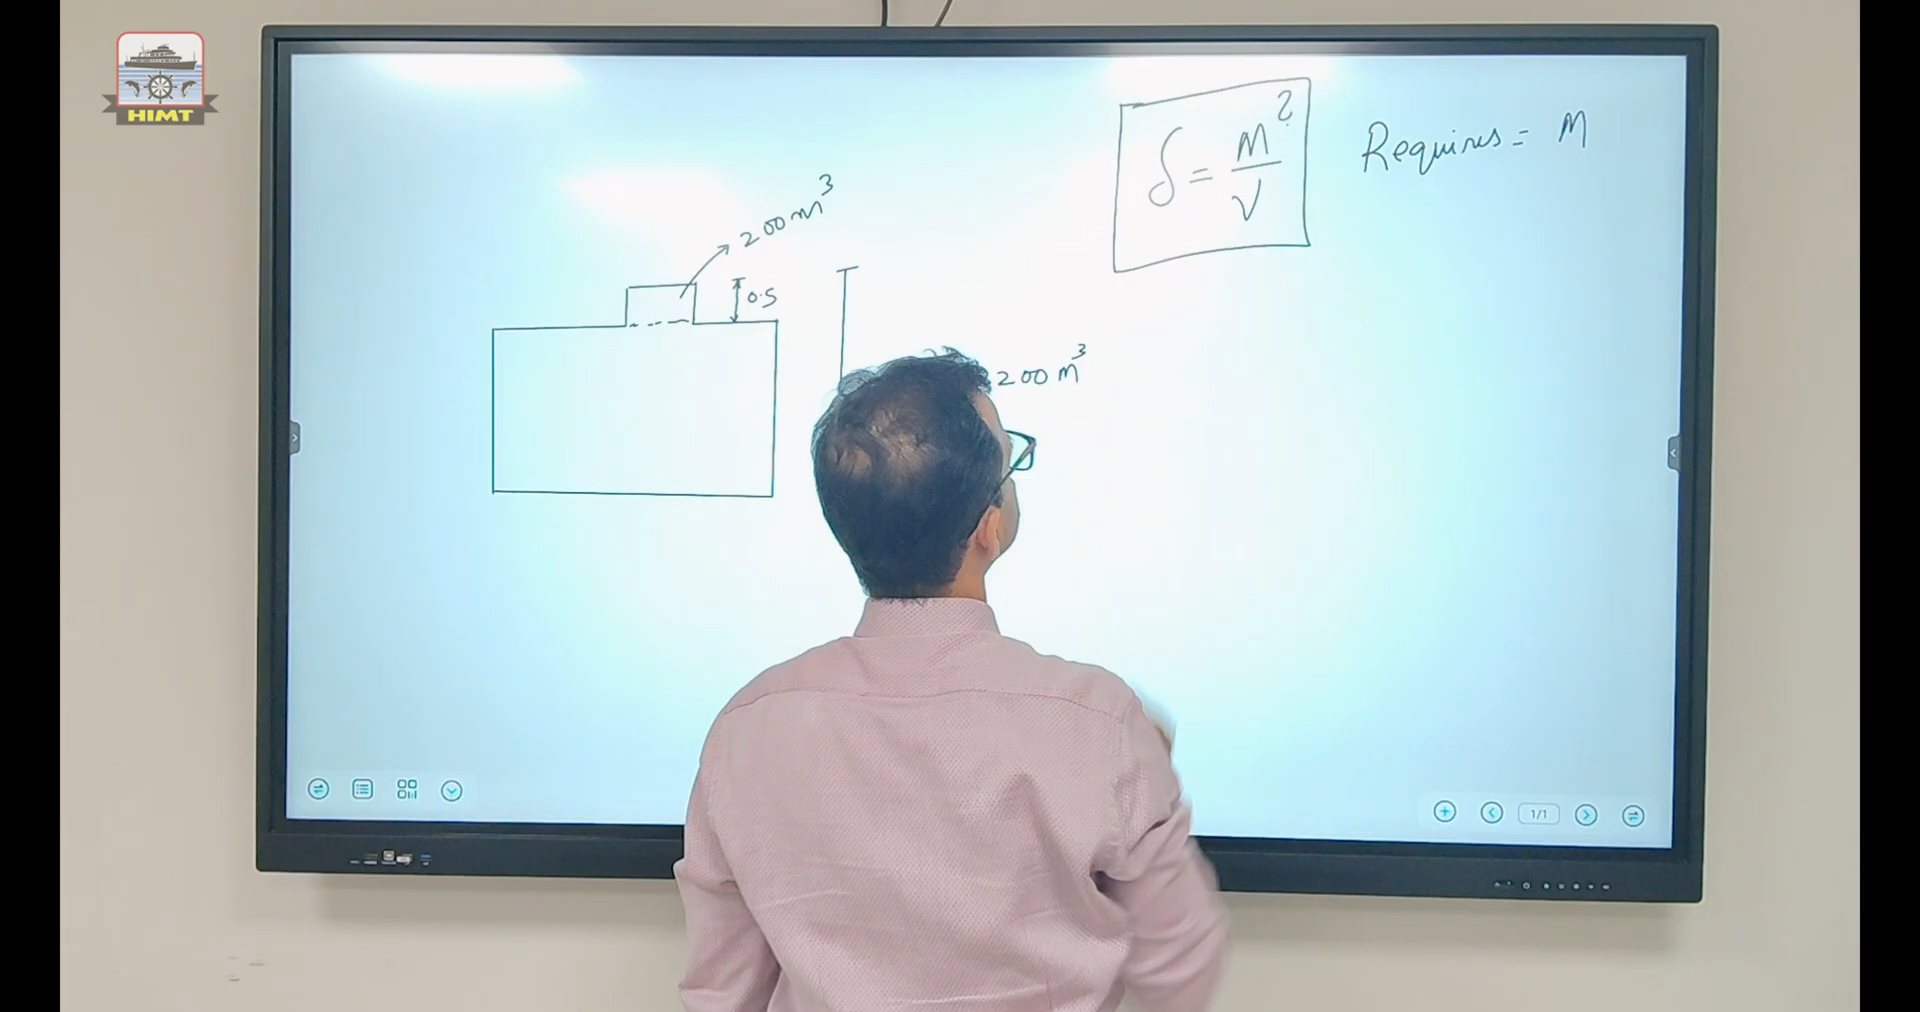 HIMT
200 m³
0.5
200 m³
δ = m?/v
Requires = M
1/1